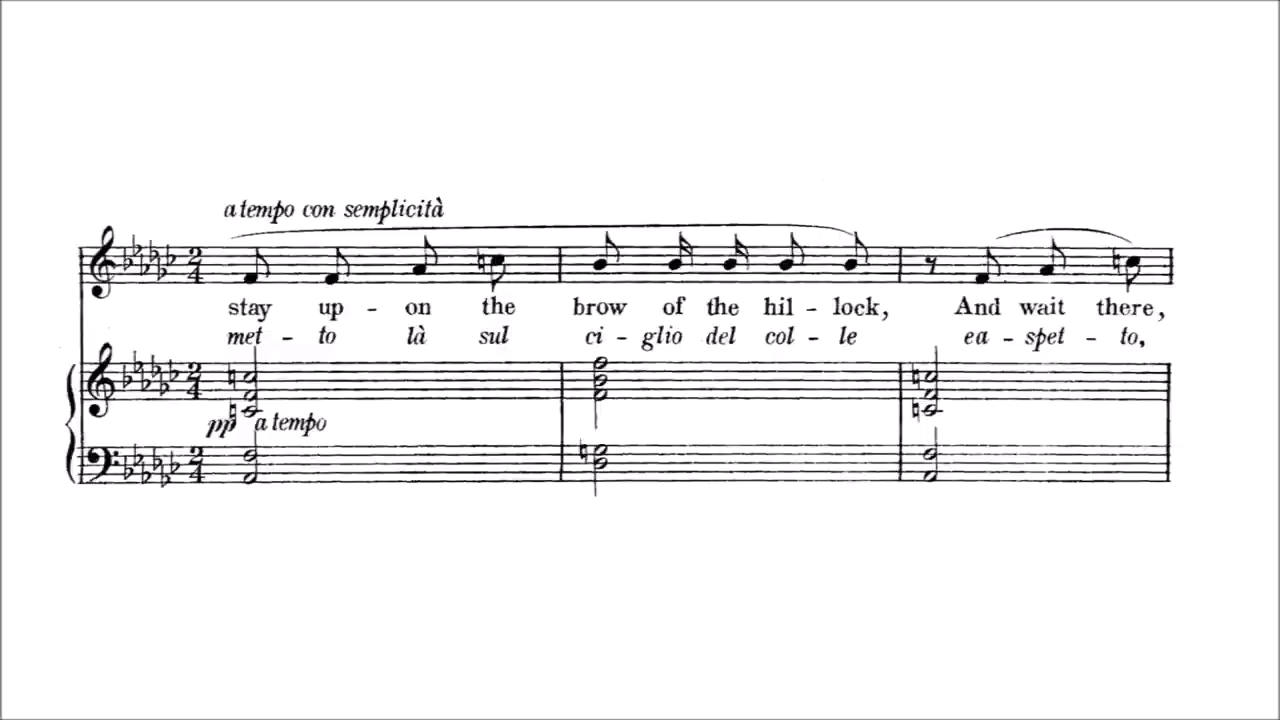 a tempo con semplicità
stay up - on the brow of the hil - lock, And wait there,
met - to là sul ci - glio del col - le ea - spet - to,
pp a tempo